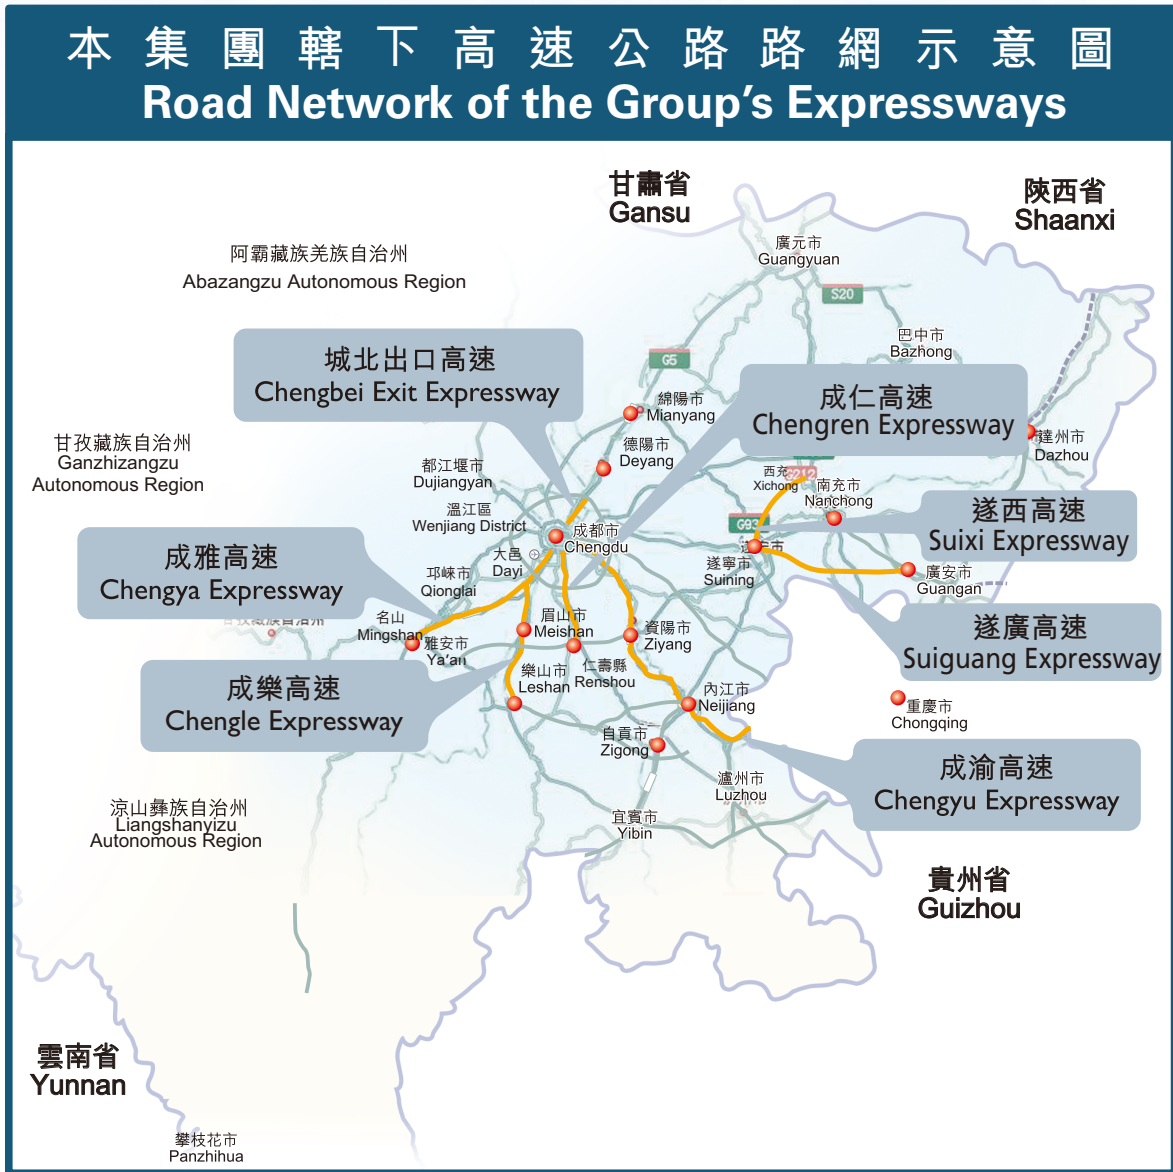 本集團轄下高速公路路網示意圖
Road Network of the Group's Expressways
甘肅省
Gansu
陝西省
Shaanxi
廣元市
Guangyuan
阿霸藏族羌族自治州
Abazangzu Autonomous Region
S20
巴中市
Bazhong
G5
城北出口高速
Chengbei Exit Expressway
成仁高速
Chengren Expressway
綿陽市
Mianyang
德陽市
Deyang
達州市
Dazhou
甘孜藏族自治州
Ganzhizangzu
Autonomous Region
都江堰市
Dujiangyan
西充
Xichong
G212
南充市
Nanchong
溫江區
Wenjiang District
G93
遂西高速
Suixi Expressway
成都市
Chengdu
成雅高速
Chengya Expressway
大邑
Dayi
遂寧市
Suining
邛崍市
Qionglai
廣安市
Guangan
名山
Mingshan
雅安市
Ya'an
眉山市
Meishan
資陽市
Ziyang
遂廣高速
Suiguang Expressway
仁壽縣
Renshou
樂山市
Leshan
成樂高速
Chengle Expressway
內江市
Neijiang
重慶市
Chongqing
自貢市
Zigong
成渝高速
Chengyu Expressway
瀘州市
Luzhou
宜賓市
Yibin
涼山彝族自治州
Liangshanyizu
Autonomous Region
貴州省
Guizhou
雲南省
Yunnan
攀枝花市
Panzhihua